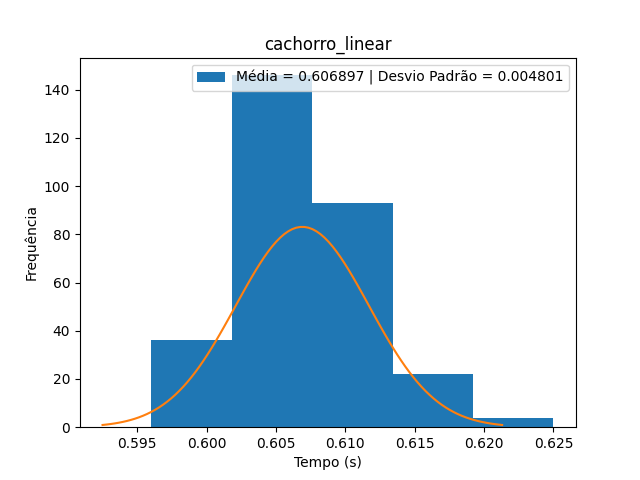 cachorro_linear
Média = 0.606897 | Desvio Padrão = 0.004801
140
120
100
80
60
40
20
0
Frequência
0.595 0.600 0.605 0.610 0.615 0.620 0.625
Tempo (s)